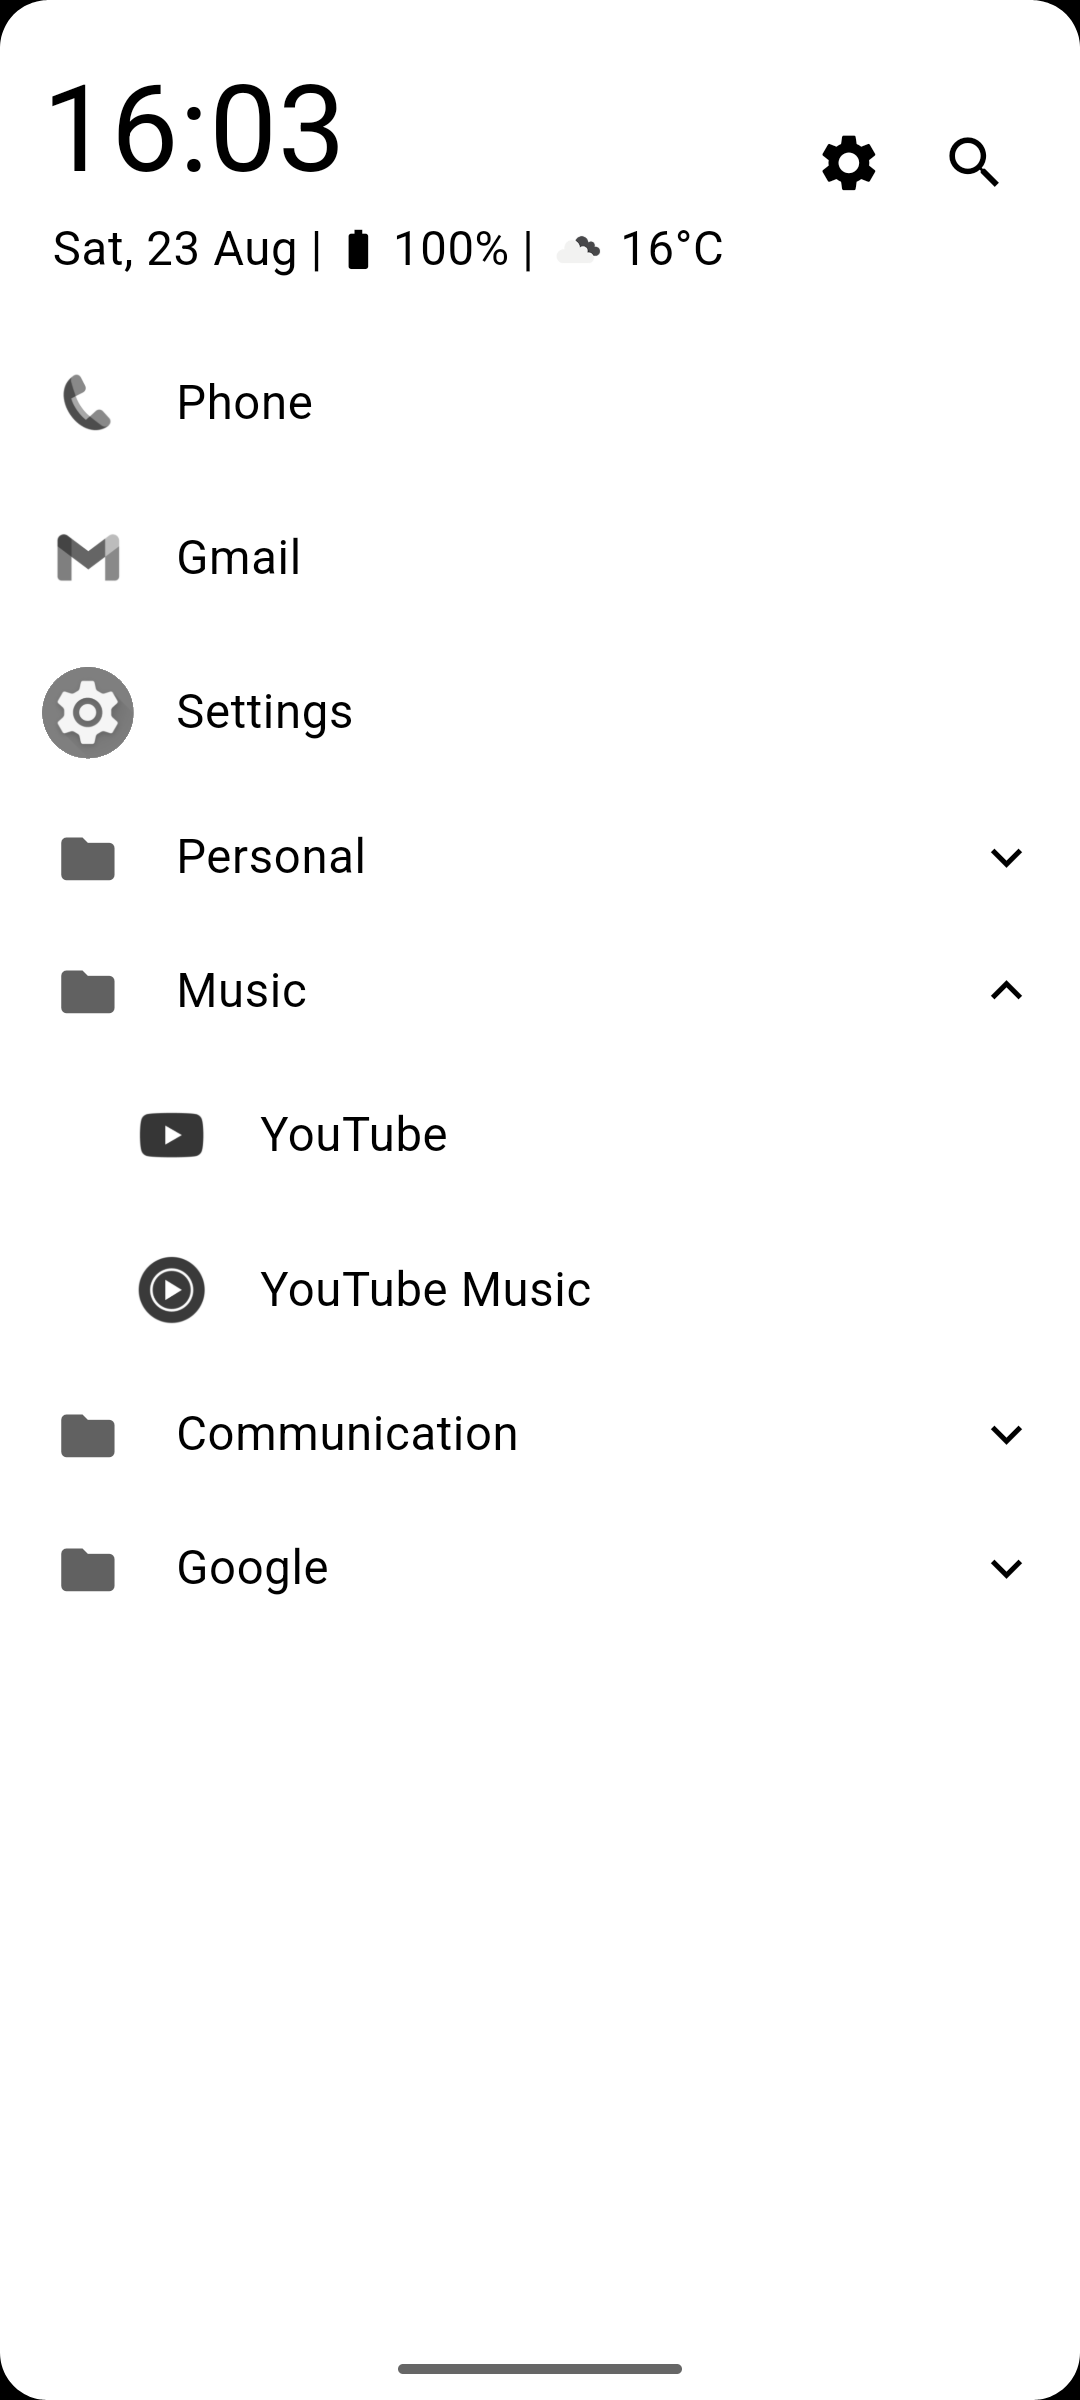 16:03
Sat, 23 Aug | 100% | 16°C
Phone
Gmail
Settings
Personal
Music
YouTube
YouTube Music
Communication
Google